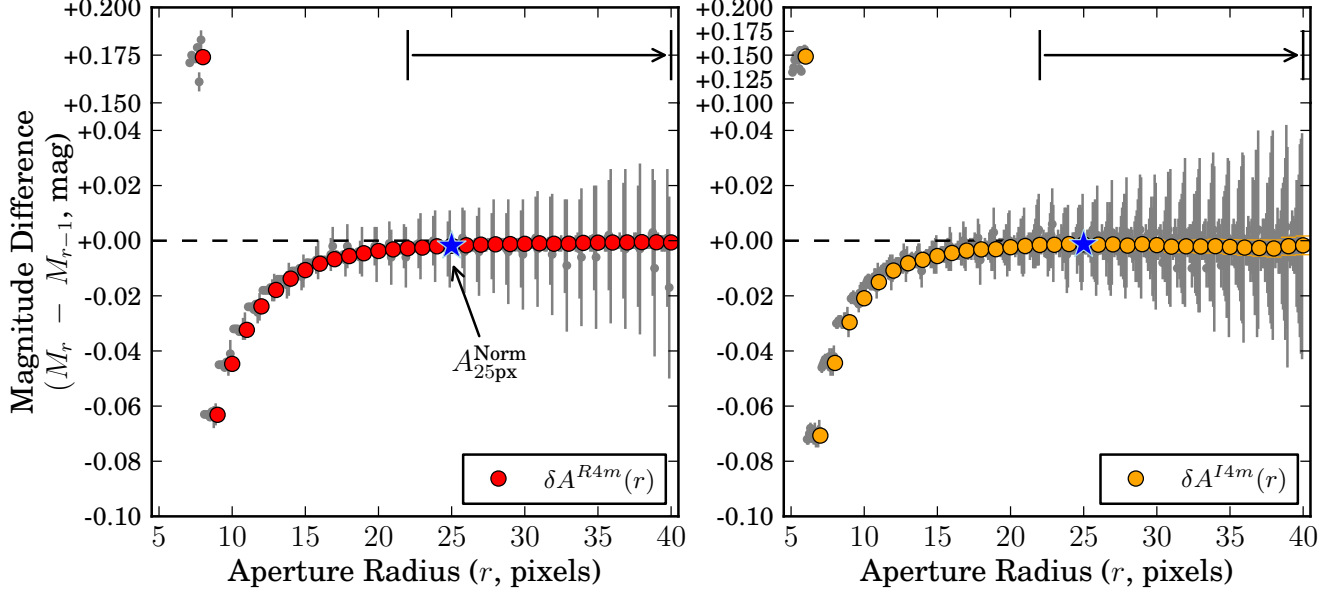 Magnitude Difference
(M_r − M_{r−1}, mag)
+0.200
+0.175
+0.150
+0.04
+0.02
+0.00
-0.02
-0.04
-0.06
-0.08
-0.10
A^{Norm}_{25px}
δA^{R4m}(r)
5 10 15 20 25 30 35 40
Aperture Radius (r, pixels)
+0.200
+0.175
+0.150
+0.125
+0.100
+0.04
+0.02
+0.00
-0.02
-0.04
-0.06
-0.08
-0.10
δA^{I4m}(r)
5 10 15 20 25 30 35 40
Aperture Radius (r, pixels)